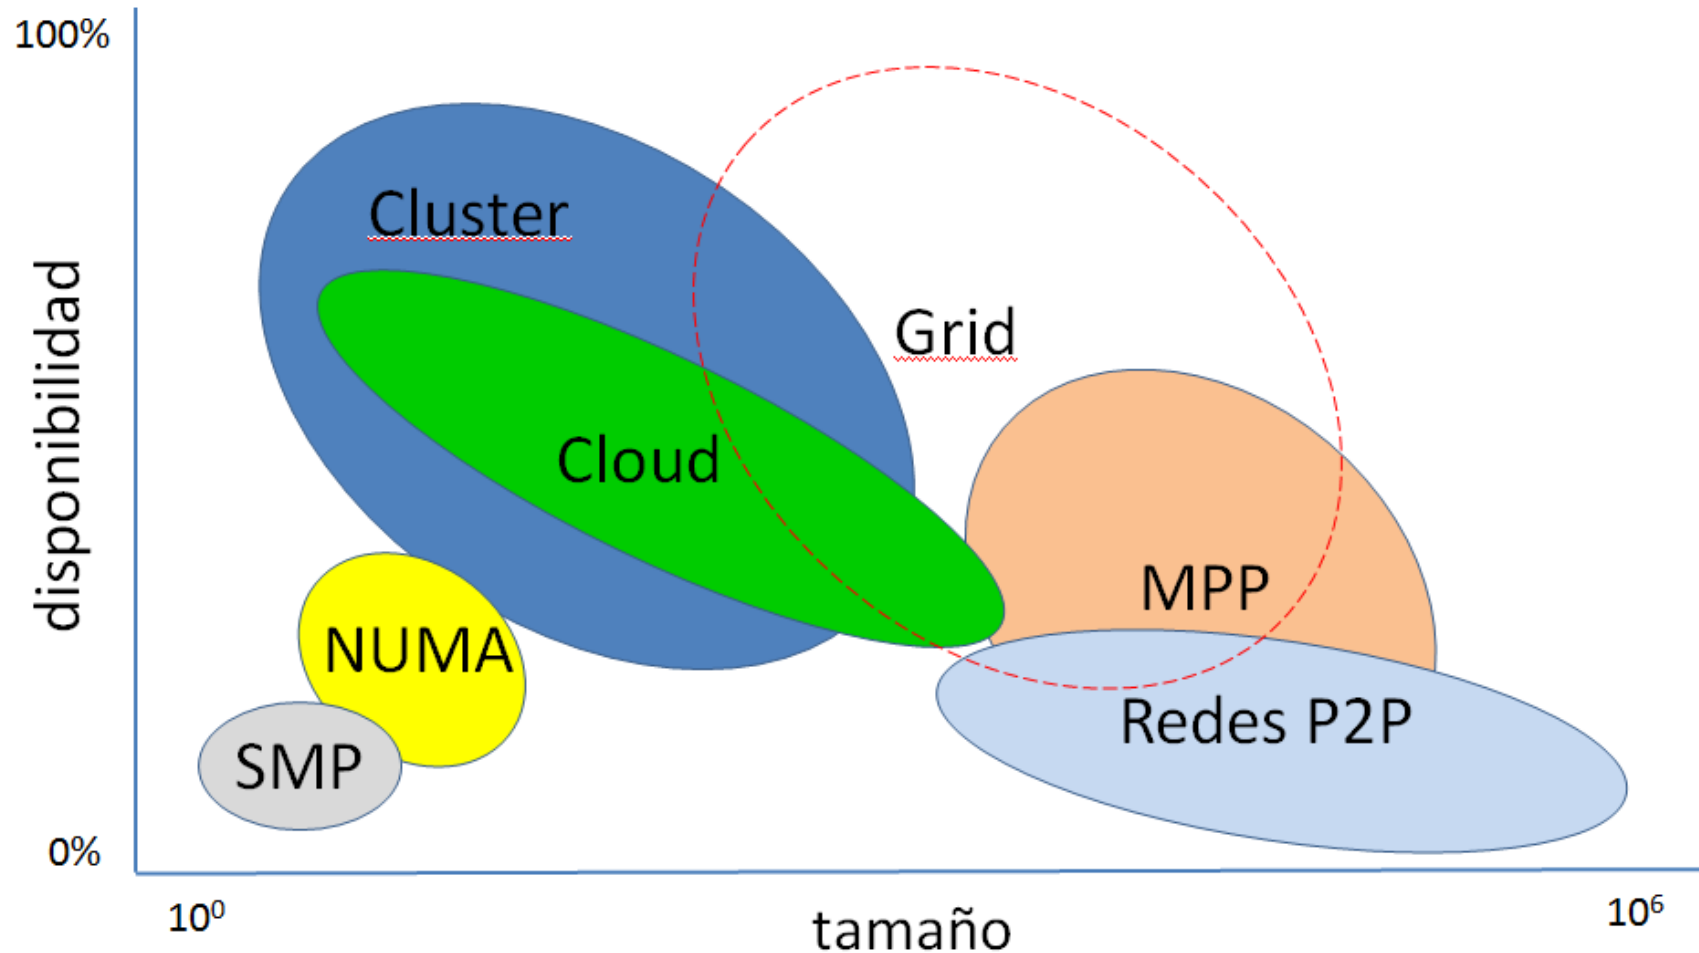 100%
Cluster
disponibilidad
Grid
Cloud
MPP
NUMA
Redes P2P
SMP
0%
10⁰
tamaño
10⁶